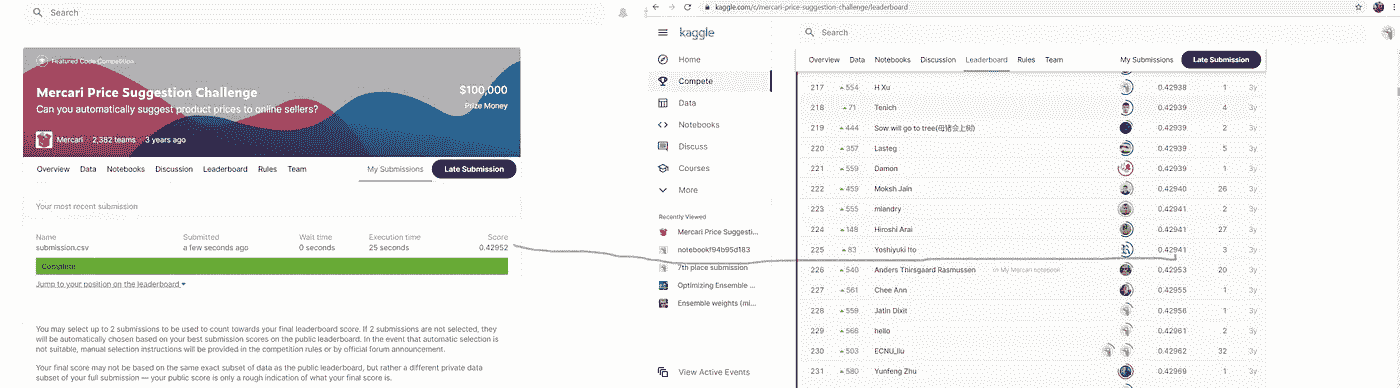 Search
Featured Code Competition
Mercari Price Suggestion Challenge
Can you automatically suggest product prices to online sellers?
$100,000
Prize Money
Mercari · 2,382 teams · 3 years ago
Overview Data Notebooks Discussion Leaderboard Rules Team My Submissions Late Submission
Your most recent submission
Name Submitted Wait time Execution time Score
submission.csv a few seconds ago 0 seconds 25 seconds 0.42952
Complete
Jump to your position on the leaderboard
You may select up to 2 submissions to be used to count towards your final leaderboard score. If 2 submissions are not selected, they
will be automatically chosen based on your best submission scores on the public leaderboard. In the event that automatic selection is
not suitable, manual selection instructions will be provided in the competition rules or by official forum announcement.
Your final score may not be based on the same exact subset of data as the public leaderboard, but rather a different private data
subset of your full submission — your public score is only a rough indication of what your final score is.
kaggle.com/c/mercari-price-suggestion-challenge/leaderboard
kaggle
Search
Home
Compete
Data
Notebooks
Discuss
Courses
More
Recently Viewed
Mercari Price Suggesti...
notebookf94b95d183
7th place submission
Optimizing Ensemble ...
Ensemble weights (mi...
View Active Events
Overview Data Notebooks Discussion Leaderboard Rules Team My Submissions Late Submission
217 554 H Xu 0.42938 1 3y
218 71 Tenich 0.42939 4 3y
219 444 Sow will go to tree(母猪会上树) 0.42939 2 3y
220 357 Lasteg 0.42939 5 3y
221 559 Damon 0.42939 1 3y
222 459 Moksh Jain 0.42940 26 3y
223 555 miandry 0.42941 2 3y
224 148 Hiroshi Arai 0.42941 27 3y
225 83 Yoshiyuki Ito 0.42941 3 3y
226 540 Anders Thirsgaard Rasmussen in My Mercari notebook 0.42953 20 3y
227 561 Chee Ann 0.42955 1 3y
228 559 Jatin Dixit 0.42956 1 3y
229 566 hello 0.42961 2 3y
230 503 ECNU_liu 0.42962 32 3y
231 580 Yunfeng Zhu 0.42969 1 3y